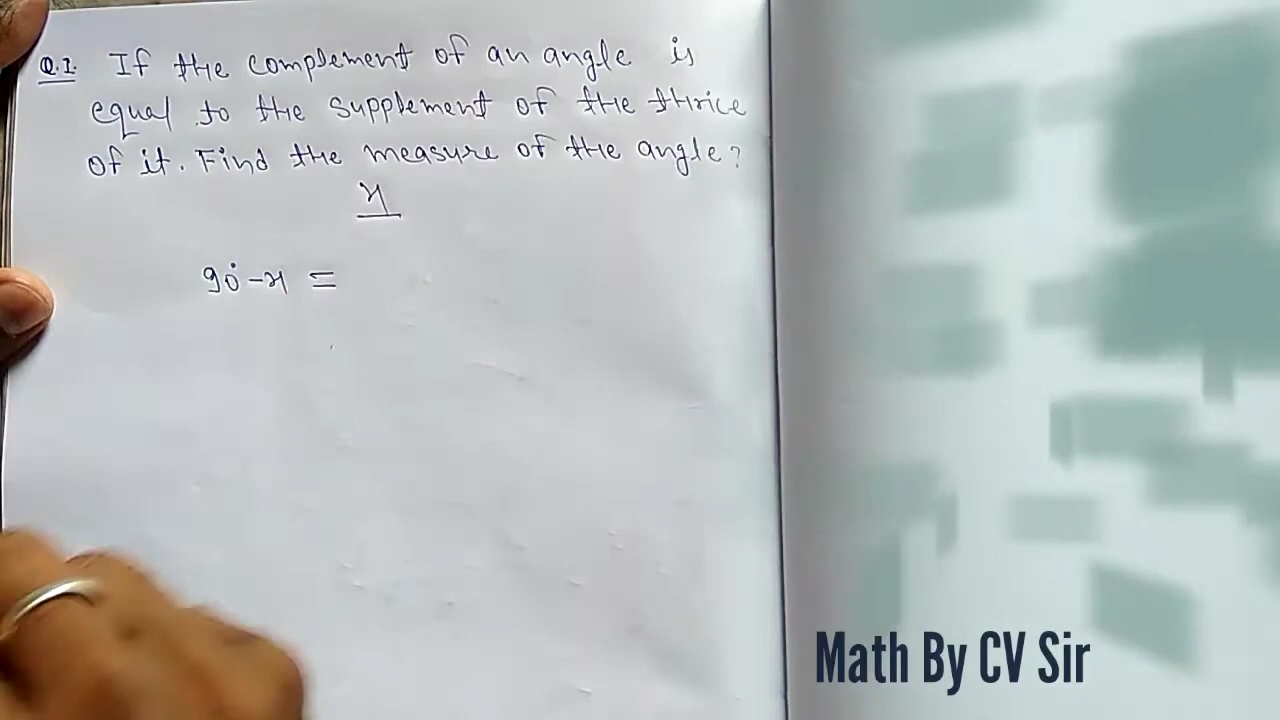 Q.1. If the complement of an angle is
equal to the supplement of the thrice
of it. Find the measure of the angle?
x
90° - x =
Math By CV Sir